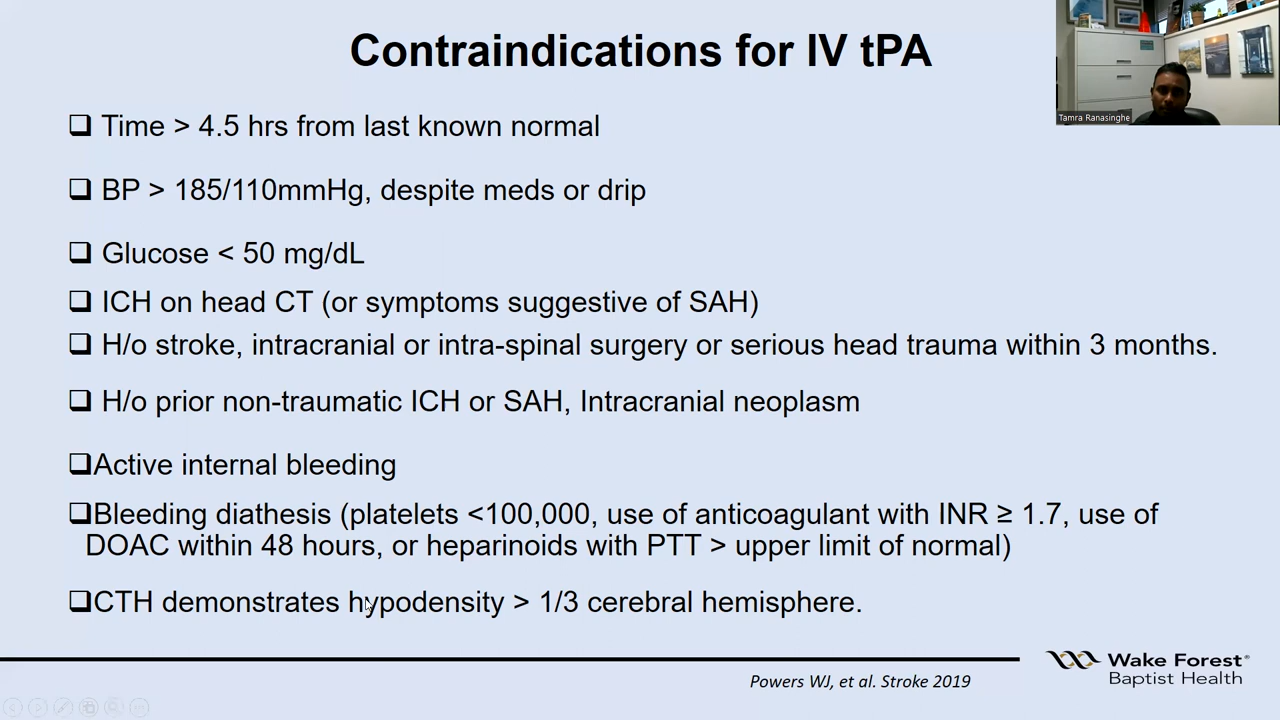 Contraindications for IV tPA
Tamra Ranasinghe
Time > 4.5 hrs from last known normal
BP > 185/110mmHg, despite meds or drip
Glucose < 50 mg/dL
ICH on head CT (or symptoms suggestive of SAH)
H/o stroke, intracranial or intra-spinal surgery or serious head trauma within 3 months.
H/o prior non-traumatic ICH or SAH, Intracranial neoplasm
Active internal bleeding
Bleeding diathesis (platelets <100,000, use of anticoagulant with INR ≥ 1.7, use of
DOAC within 48 hours, or heparinoids with PTT > upper limit of normal)
CTH demonstrates hypodensity > 1/3 cerebral hemisphere.
Powers WJ, et al. Stroke 2019
Wake Forest®
Baptist Health